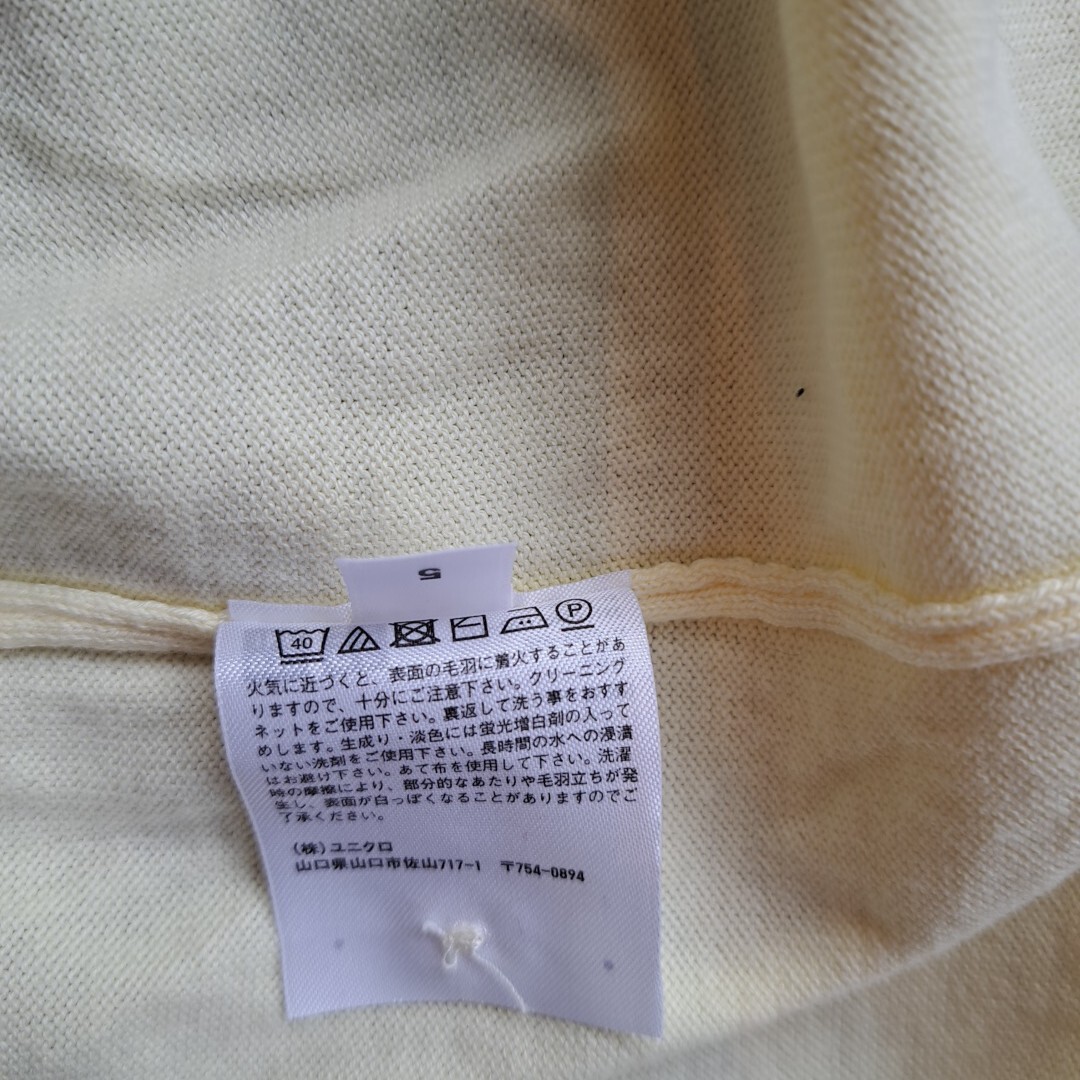 5
40 P
火気に近づくと、表面の毛羽に着火することがあ
りますので、十分にご注意下さい。クリーニング
ネットをご使用下さい。裏返して洗う事をおすす
めします。生成り・淡色には蛍光増白剤の入って
いない洗剤をご使用下さい。長時間の水への浸漬
はお避け下さい。あて布を使用して下さい。洗濯
時の摩擦により、部分的なあたりや毛羽立ちが発
生し、表面が白っぽくなることがありますのでご
了承ください。
(株)ユニクロ
山口県山口市佐山717-1 〒754-0894